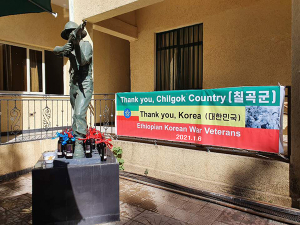 Thank you, Chilgok Country (칠곡군)
Thank you, Korea (대한민국)
Ethiopian Korean War Veterans
2021.1.6